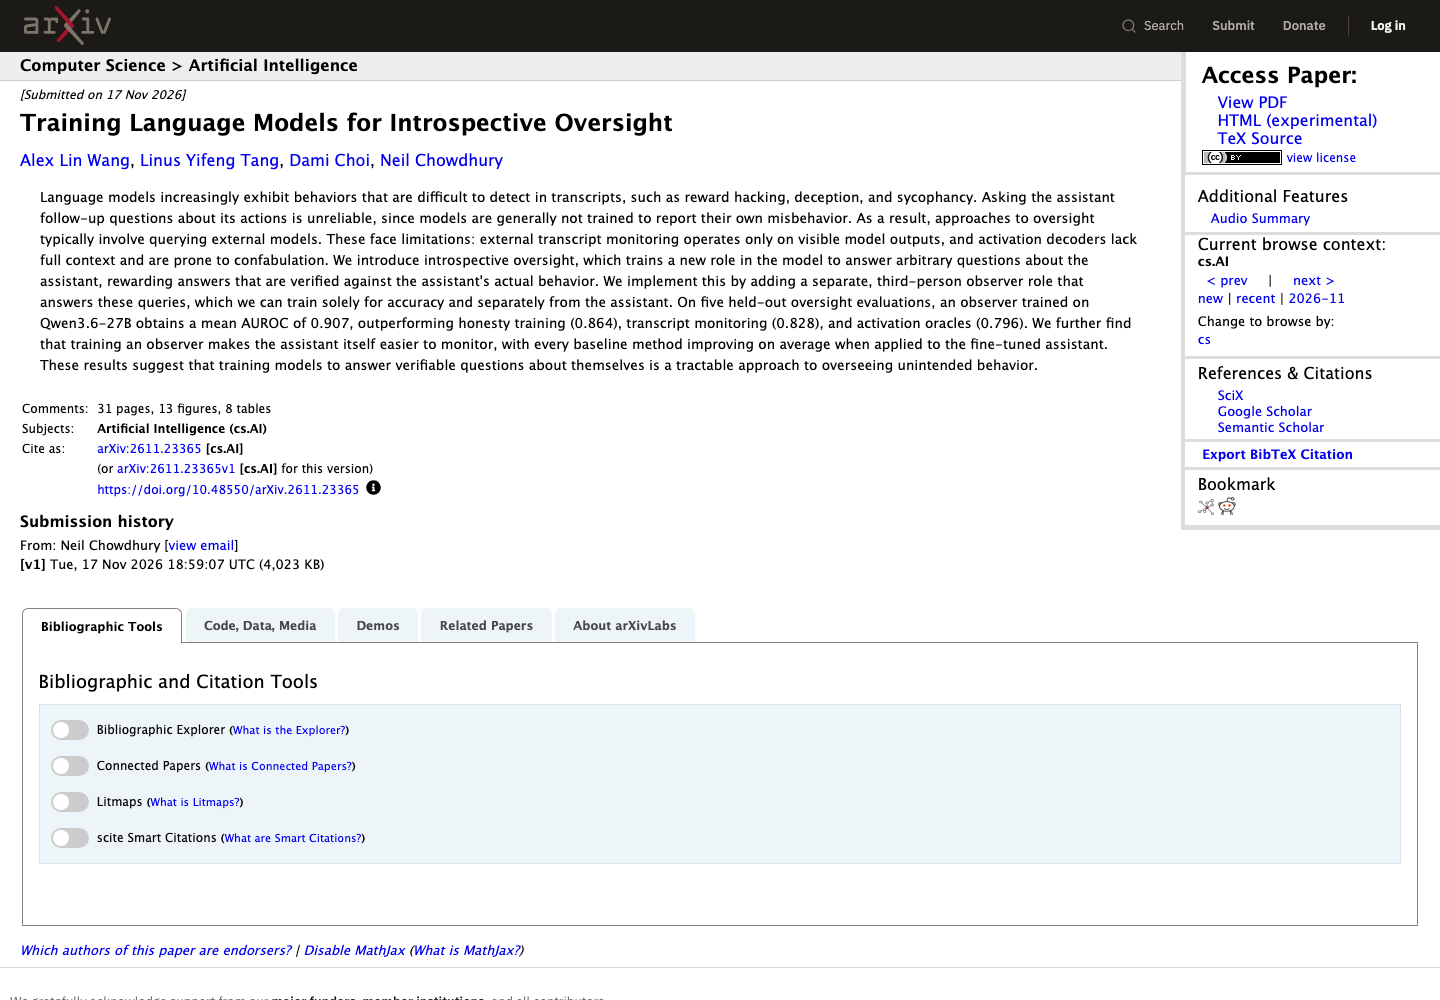 arXiv
Search
Submit
Donate
Log in
Computer Science > Artificial Intelligence
[Submitted on 17 Nov 2026]
Training Language Models for Introspective Oversight
Alex Lin Wang, Linus Yifeng Tang, Dami Choi, Neil Chowdhury
Language models increasingly exhibit behaviors that are difficult to detect in transcripts, such as reward hacking, deception, and sycophancy. Asking the assistant
follow-up questions about its actions is unreliable, since models are generally not trained to report their own misbehavior. As a result, approaches to oversight
typically involve querying external models. These face limitations: external transcript monitoring operates only on visible model outputs, and activation decoders lack
full context and are prone to confabulation. We introduce introspective oversight, which trains a new role in the model to answer arbitrary questions about the
assistant, rewarding answers that are verified against the assistant's actual behavior. We implement this by adding a separate, third-person observer role that
answers these queries, which we can train solely for accuracy and separately from the assistant. On five held-out oversight evaluations, an observer trained on
Qwen3.6-27B obtains a mean AUROC of 0.907, outperforming honesty training (0.864), transcript monitoring (0.828), and activation oracles (0.796). We further find
that training an observer makes the assistant itself easier to monitor, with every baseline method improving on average when applied to the fine-tuned assistant.
These results suggest that training models to answer verifiable questions about themselves is a tractable approach to overseeing unintended behavior.
Comments: 31 pages, 13 figures, 8 tables
Subjects: Artificial Intelligence (cs.AI)
Cite as: arXiv:2611.23365 [cs.AI]
(or arXiv:2611.23365v1 [cs.AI] for this version)
https://doi.org/10.48550/arXiv.2611.23365
Submission history
From: Neil Chowdhury [view email]
[v1] Tue, 17 Nov 2026 18:59:07 UTC (4,023 KB)
Access Paper:
View PDF
HTML (experimental)
TeX Source
(cc) BY view license
Additional Features
Audio Summary
Current browse context:
cs.AI
< prev | next >
new | recent | 2026-11
Change to browse by:
cs
References & Citations
SciX
Google Scholar
Semantic Scholar
Export BibTeX Citation
Bookmark
Bibliographic Tools
Code, Data, Media
Demos
Related Papers
About arXivLabs
Bibliographic and Citation Tools
Bibliographic Explorer (What is the Explorer?)
Connected Papers (What is Connected Papers?)
Litmaps (What is Litmaps?)
scite Smart Citations (What are Smart Citations?)
Which authors of this paper are endorsers? | Disable MathJax (What is MathJax?)
We gratefully acknowledge support from our major funders, member institutions, and all contributors.